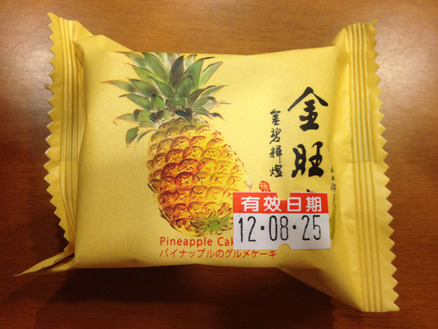 金旺
金碧輝煌
有效日期
12.08.25
Pineapple Ca
パイナップルのグルメケーキ